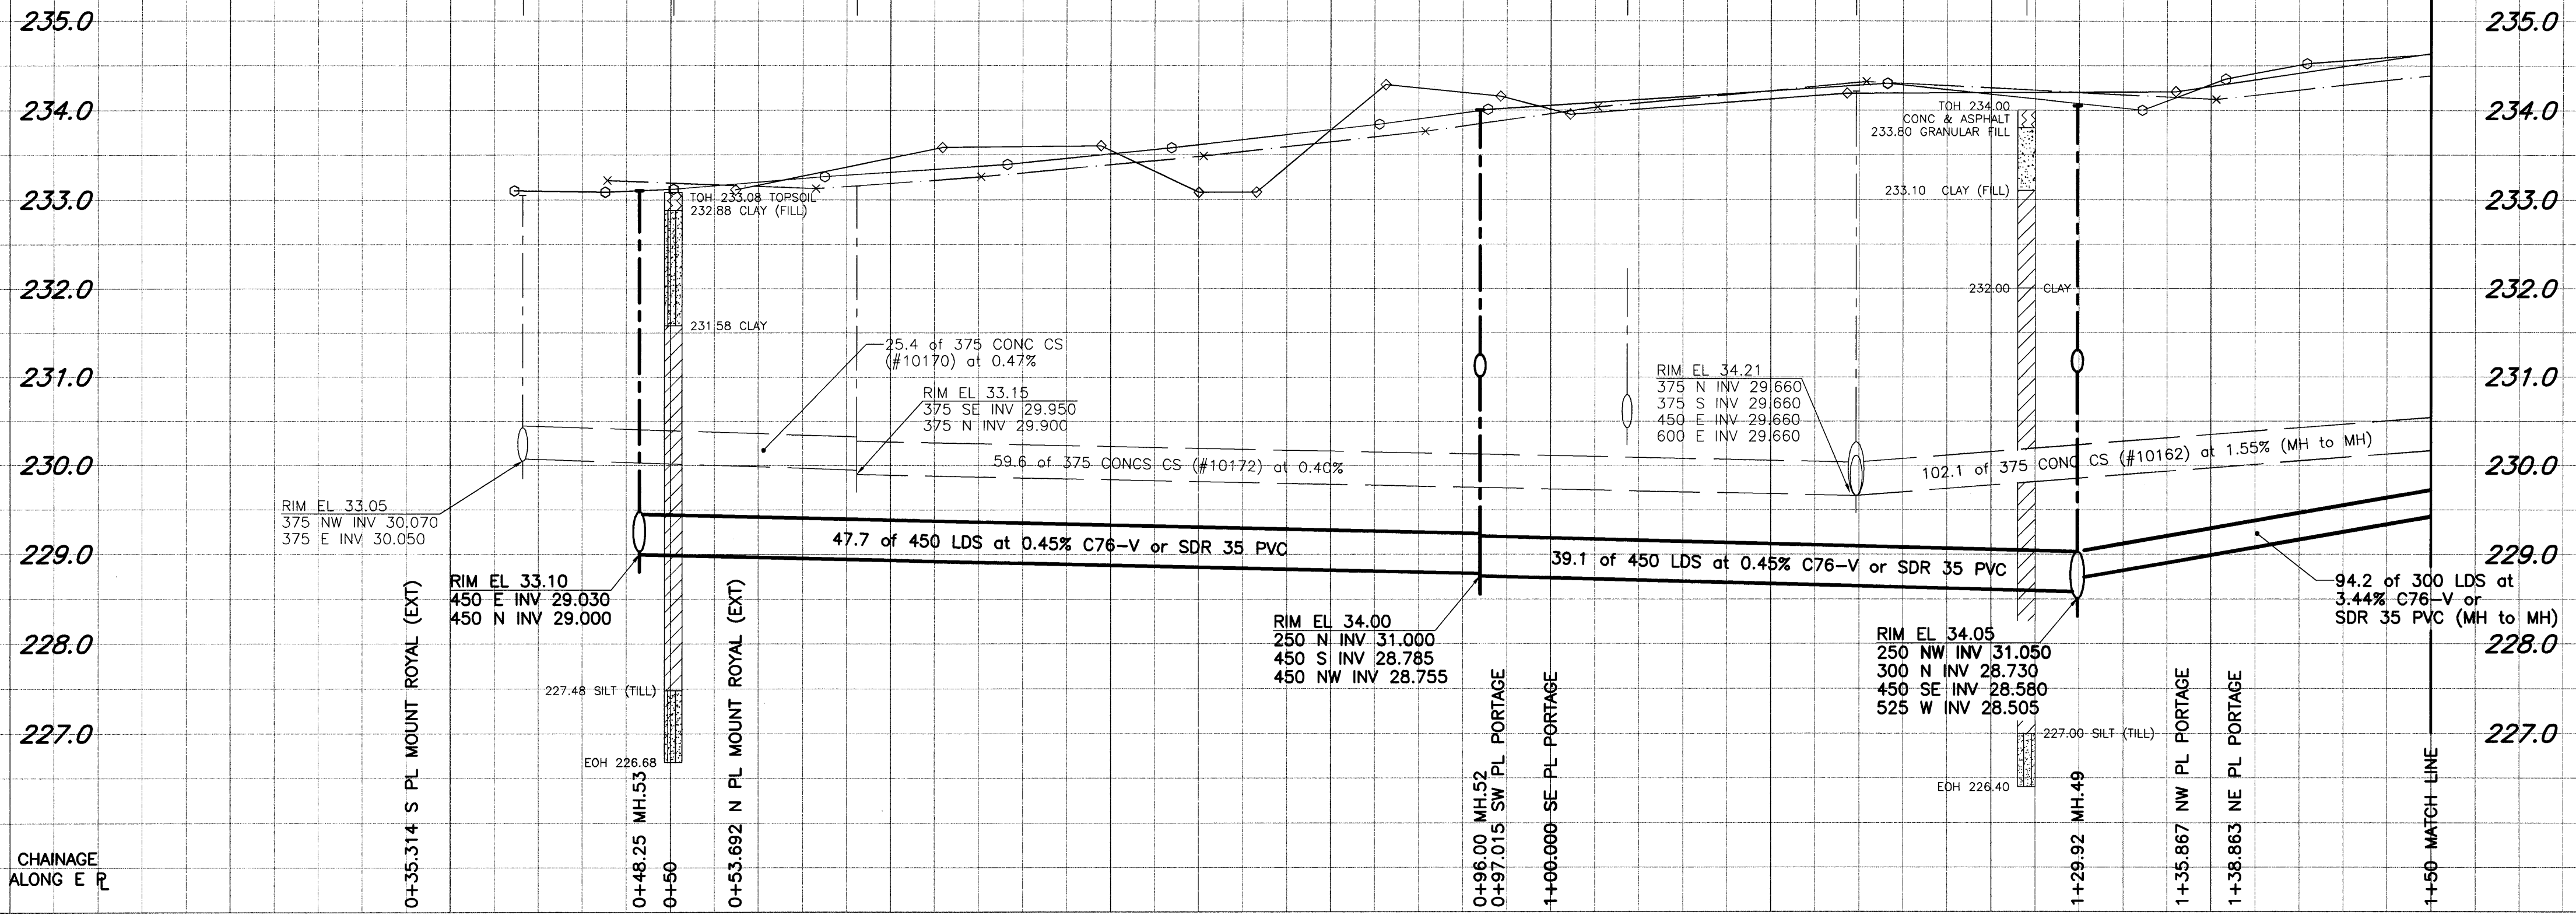 235.0
235.0
234.0
234.0
233.0
233.0
232.0
232.0
231.0
231.0
230.0
230.0
229.0
229.0
228.0
228.0
227.0
227.0
TOH 233.08 TOPSOIL
232.88 CLAY (FILL)
231.58 CLAY
227.48 SILT (TILL)
EOH 226.68
TOH 234.00
CONC & ASPHALT
233.80 GRANULAR FILL
233.10 CLAY (FILL)
232.00 CLAY
227.00 SILT (TILL)
EOH 226.40
25.4 of 375 CONC CS
(#10170) at 0.47%
RIM EL 33.15
375 SE INV 29.950
375 N INV 29.900
RIM EL 34.21
375 N INV 29.660
375 S INV 29.660
450 E INV 29.660
600 E INV 29.660
59.6 of 375 CONCS CS (#10172) at 0.40%
102.1 of 375 CONC CS (#10162) at 1.55% (MH to MH)
RIM EL 33.05
375 NW INV 30.070
375 E INV 30.050
47.7 of 450 LDS at 0.45% C76-V or SDR 35 PVC
39.1 of 450 LDS at 0.45% C76-V or SDR 35 PVC
94.2 of 300 LDS at
3.44% C76-V or
SDR 35 PVC (MH to MH)
RIM EL 33.10
450 E INV 29.030
450 N INV 29.000
RIM EL 34.00
250 N INV 31.000
450 S INV 28.785
450 NW INV 28.755
RIM EL 34.05
250 NW INV 31.050
300 N INV 28.730
450 SE INV 28.580
525 W INV 28.505
CHAINAGE
ALONG E PL
0+35.314 S PL MOUNT ROYAL (EXT)
0+48.25 MH.53
0+50
0+53.692 N PL MOUNT ROYAL (EXT)
0+96.00 MH.52
0+97.015 SW PL PORTAGE
1+00.000 SE PL PORTAGE
1+29.92 MH.49
1+35.867 NW PL PORTAGE
1+38.863 NE PL PORTAGE
1+50 MATCH LINE